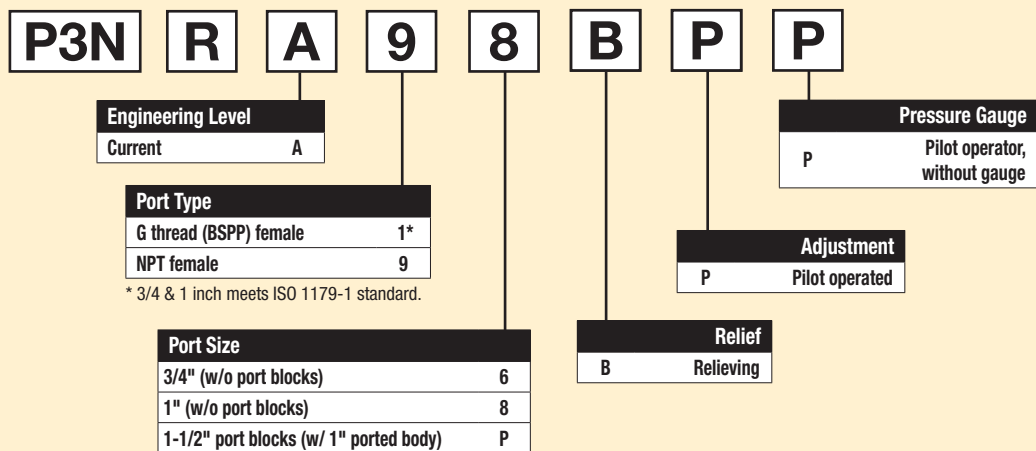 P3N R A 9 8 B P P
Engineering Level
Current A
Port Type
G thread (BSPP) female 1*
NPT female 9
* 3/4 & 1 inch meets ISO 1179-1 standard.
Port Size
3/4" (w/o port blocks) 6
1" (w/o port blocks) 8
1-1/2" port blocks (w/ 1" ported body) P
Relief
B Relieving
Adjustment
P Pilot operated
Pressure Gauge
P Pilot operator,
without gauge